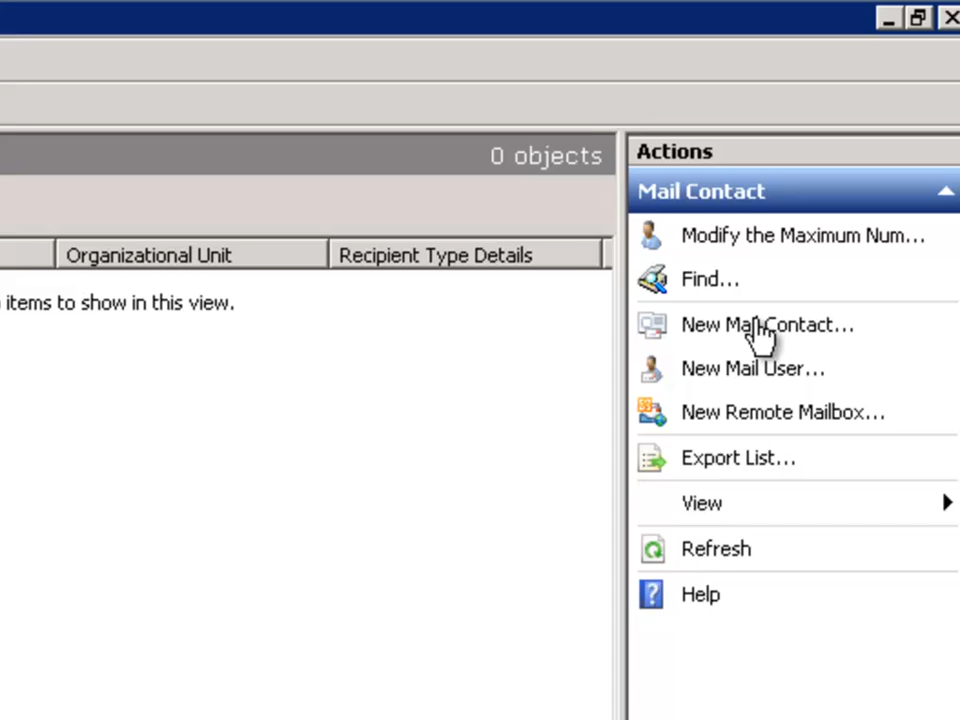 0 objects
Actions
Mail Contact
Organizational Unit
Recipient Type Details
items to show in this view.
Modify the Maximum Num...
Find...
New Mail Contact...
New Mail User...
New Remote Mailbox...
Export List...
View
Refresh
Help